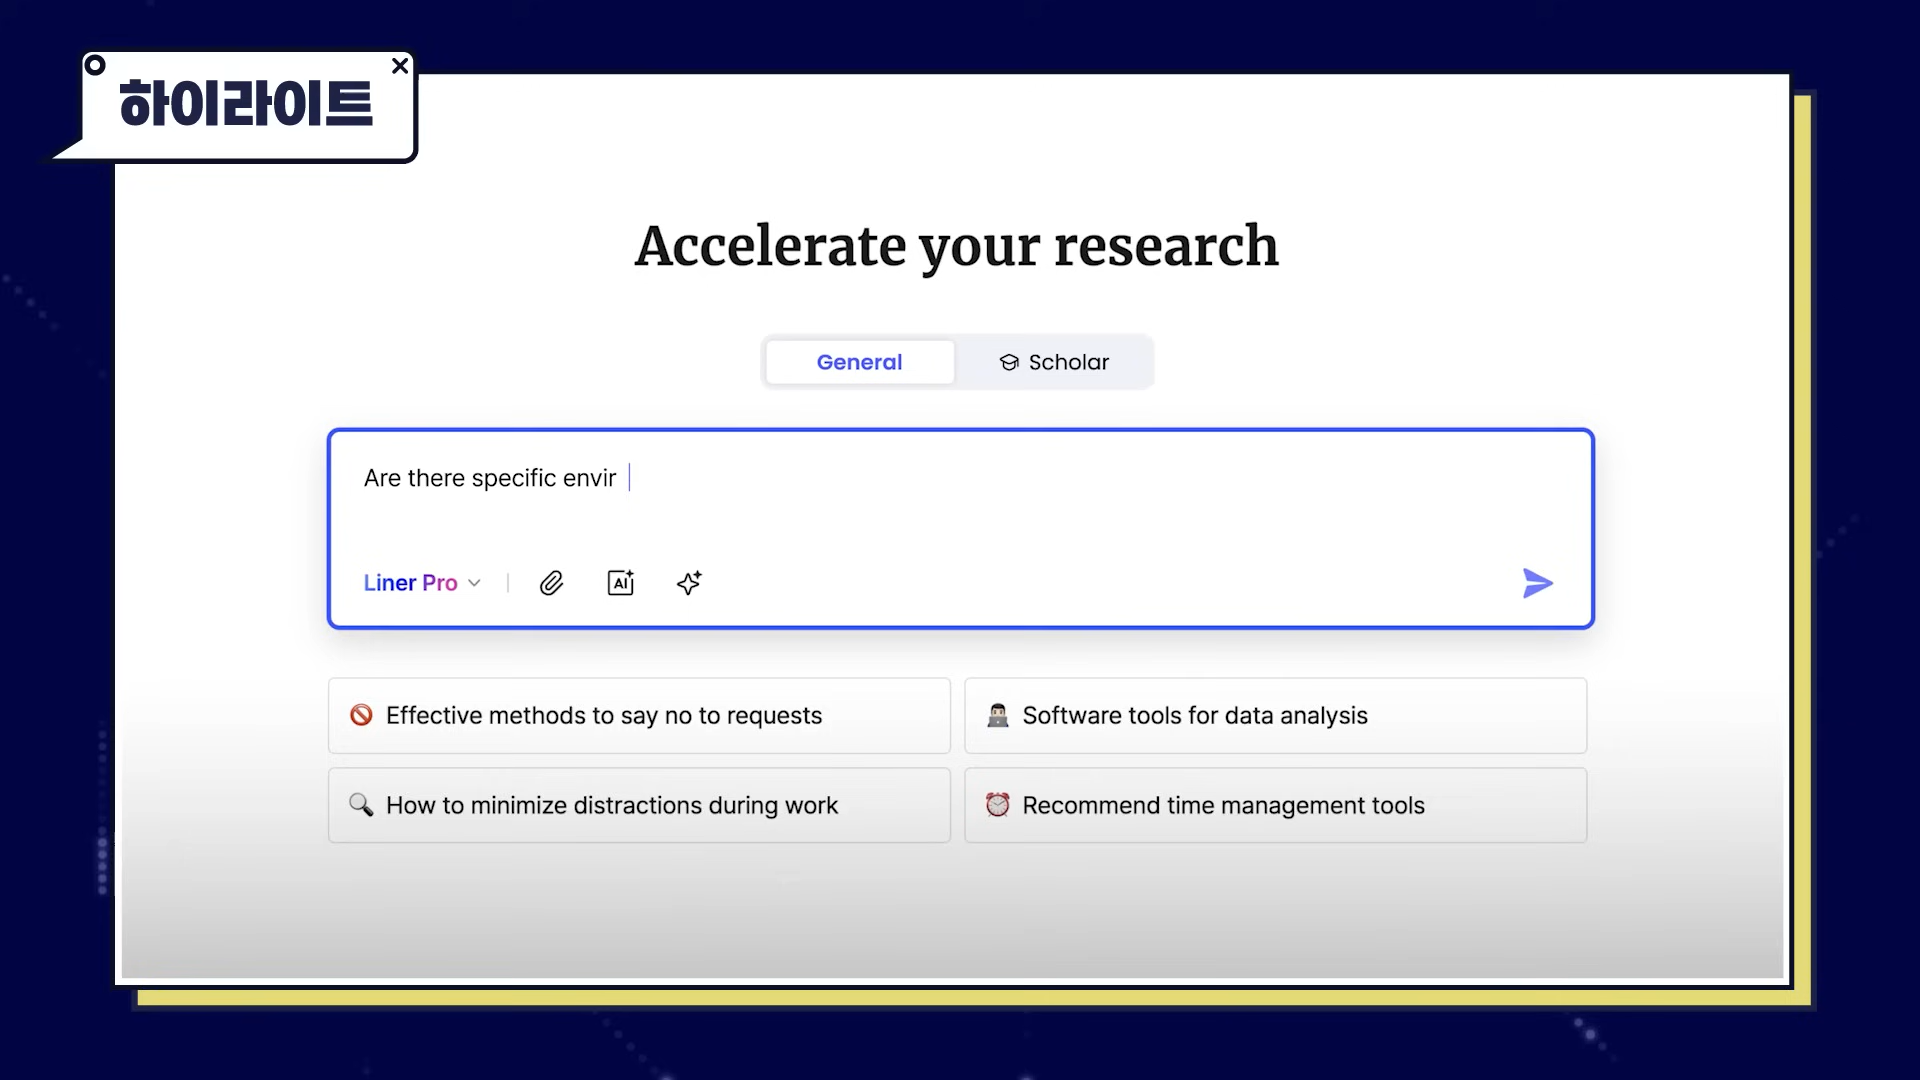 하이라이트
Accelerate your research
General
Scholar
Are there specific envir
Liner Pro
AI
Effective methods to say no to requests
Software tools for data analysis
How to minimize distractions during work
Recommend time management tools